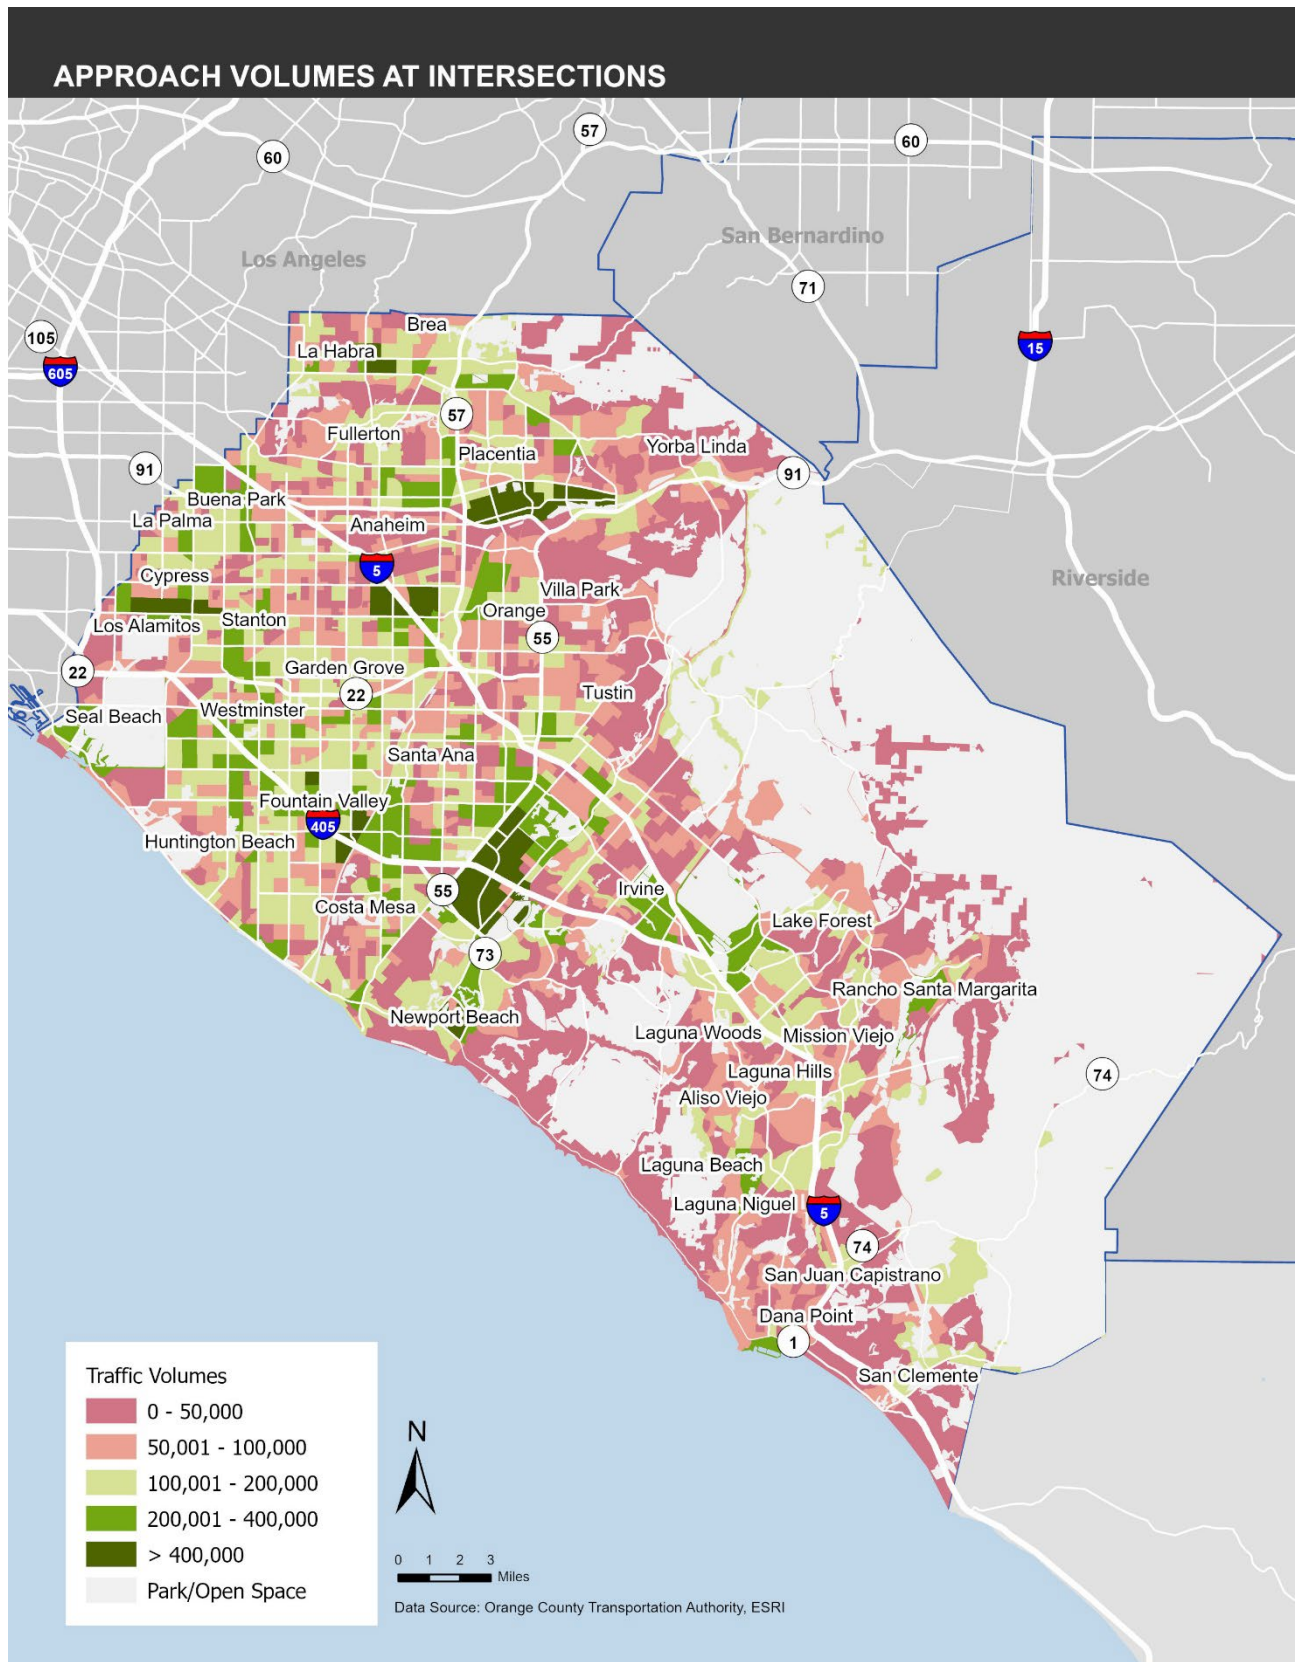 APPROACH VOLUMES AT INTERSECTIONS
57
60
60
San Bernardino
Los Angeles
71
105
605
15
Brea
La Habra
57
Fullerton
Placentia
Yorba Linda
91
91
Buena Park
La Palma
Anaheim
5
Cypress
Riverside
Villa Park
Orange
Los Alamitos
Stanton
55
22
Garden Grove
22
Tustin
Seal Beach
Westminster
Santa Ana
Fountain Valley
405
Huntington Beach
55
Irvine
Costa Mesa
Lake Forest
73
Rancho Santa Margarita
Newport Beach
Laguna Woods
Mission Viejo
Laguna Hills
74
Aliso Viejo
Laguna Beach
Laguna Niguel
5
74
San Juan Capistrano
Dana Point
1
San Clemente
Traffic Volumes
0 - 50,000
50,001 - 100,000
100,001 - 200,000
200,001 - 400,000
> 400,000
Park/Open Space
N
0 1 2 3
Miles
Data Source: Orange County Transportation Authority, ESRI